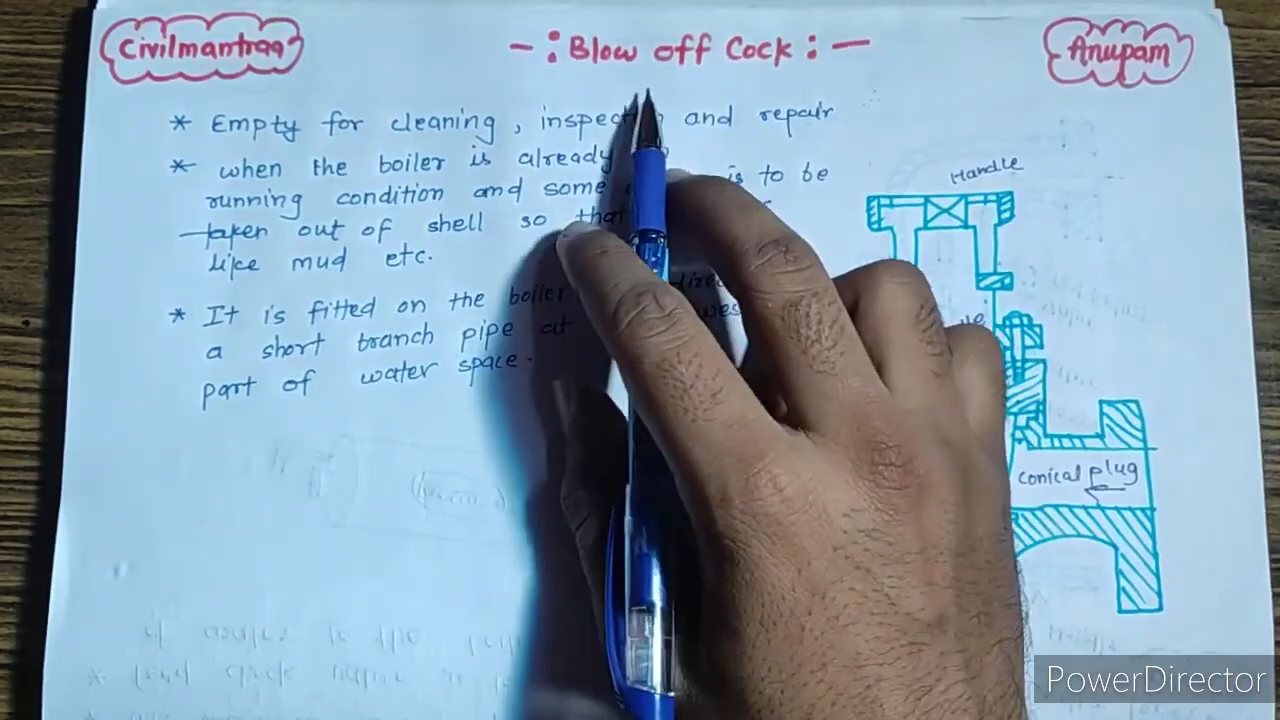 Civilmantraa
- : Blow off Cock : -
Anupam
* Empty for cleaning, inspection and repair
* when the boiler is already
running condition and some is to be
taken out of shell so that
like mud etc.
* It is fitted on the boiler
a short branch pipe at
part of water space.
Handle
conical plug
PowerDirector